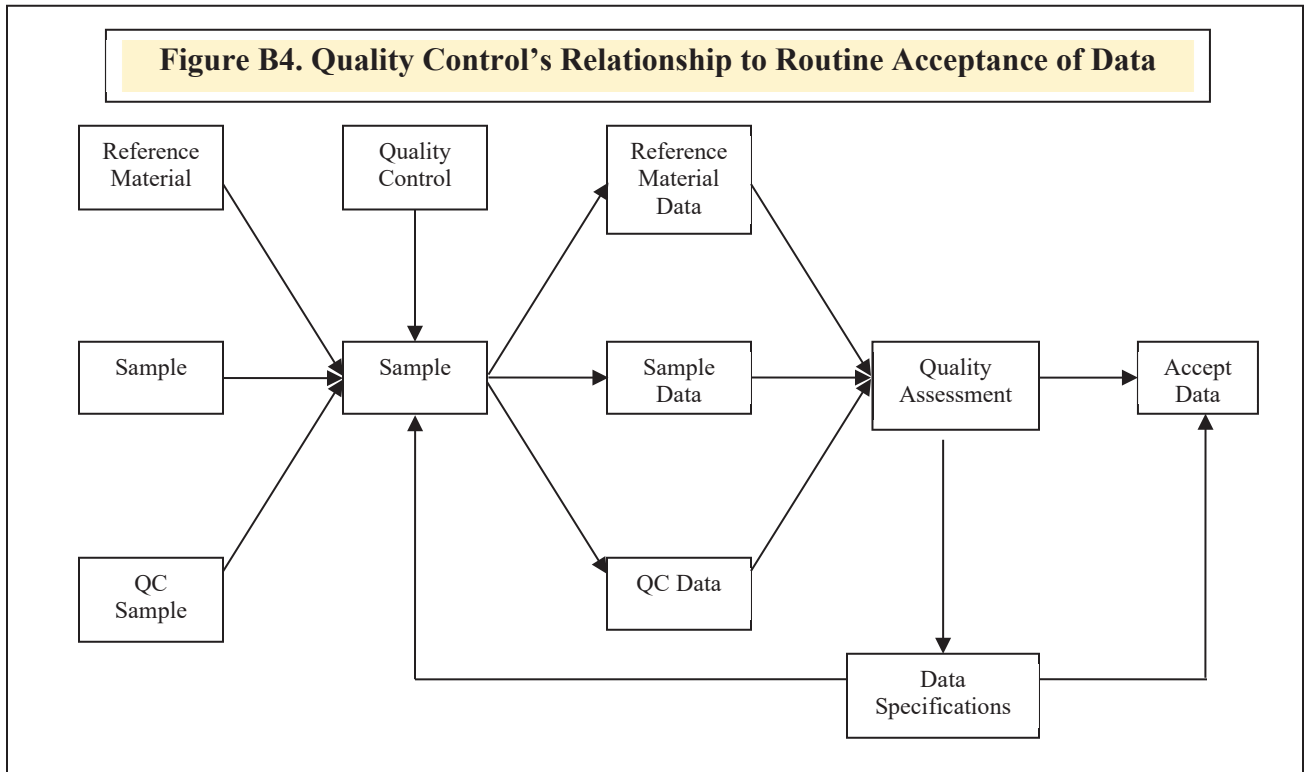 Figure B4. Quality Control’s Relationship to Routine Acceptance of Data
Reference
Material
Quality
Control
Reference
Material
Data
Sample
Sample
Sample
Data
Quality
Assessment
Accept
Data
QC
Sample
QC Data
Data
Specifications